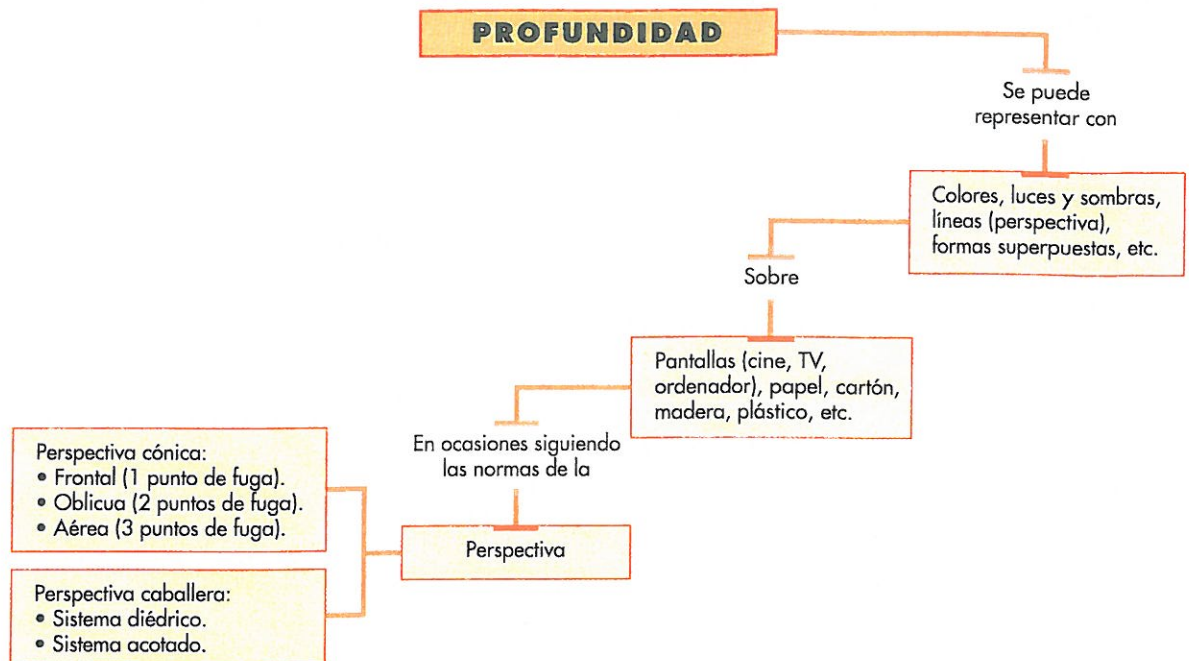 PROFUNDIDAD
Se puede
representar con
Colores, luces y sombras,
líneas (perspectiva),
formas superpuestas, etc.
Sobre
Pantallas (cine, TV,
ordenador), papel, cartón,
madera, plástico, etc.
En ocasiones siguiendo
las normas de la
Perspectiva
Perspectiva cónica:
• Frontal (1 punto de fuga).
• Oblicua (2 puntos de fuga).
• Aérea (3 puntos de fuga).
Perspectiva caballera:
• Sistema diédrico.
• Sistema acotado.